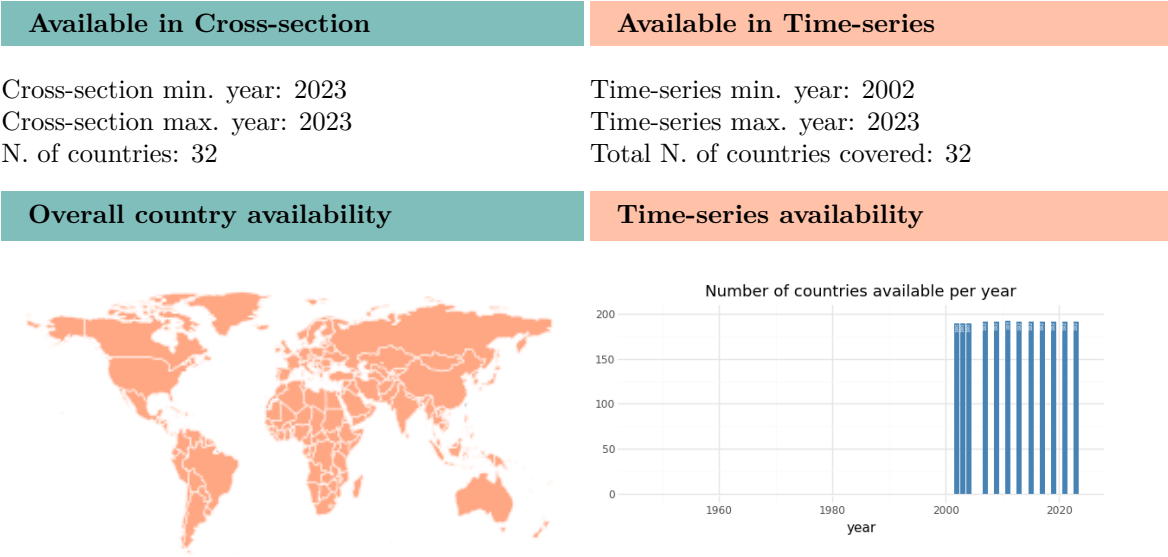 Available in Cross-section
Available in Time-series
Cross-section min. year: 2023
Cross-section max. year: 2023
N. of countries: 32
Time-series min. year: 2002
Time-series max. year: 2023
Total N. of countries covered: 32
Overall country availability
Time-series availability
Number of countries available per year
200
150
100
50
0
1960 1980 2000 2020
year